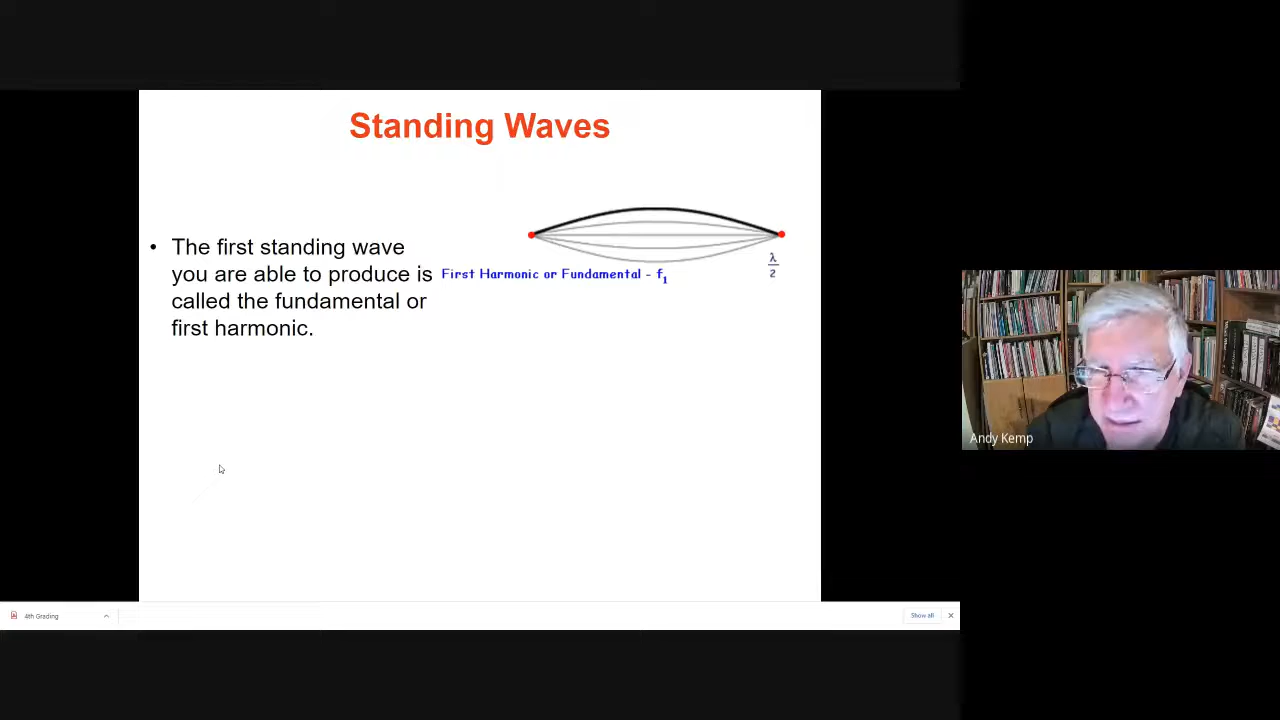 Standing Waves
• The first standing wave
you are able to produce is
called the fundamental or
first harmonic.
λ
2
First Harmonic or Fundamental - f1
Andy Kemp
4th Grading
Show all